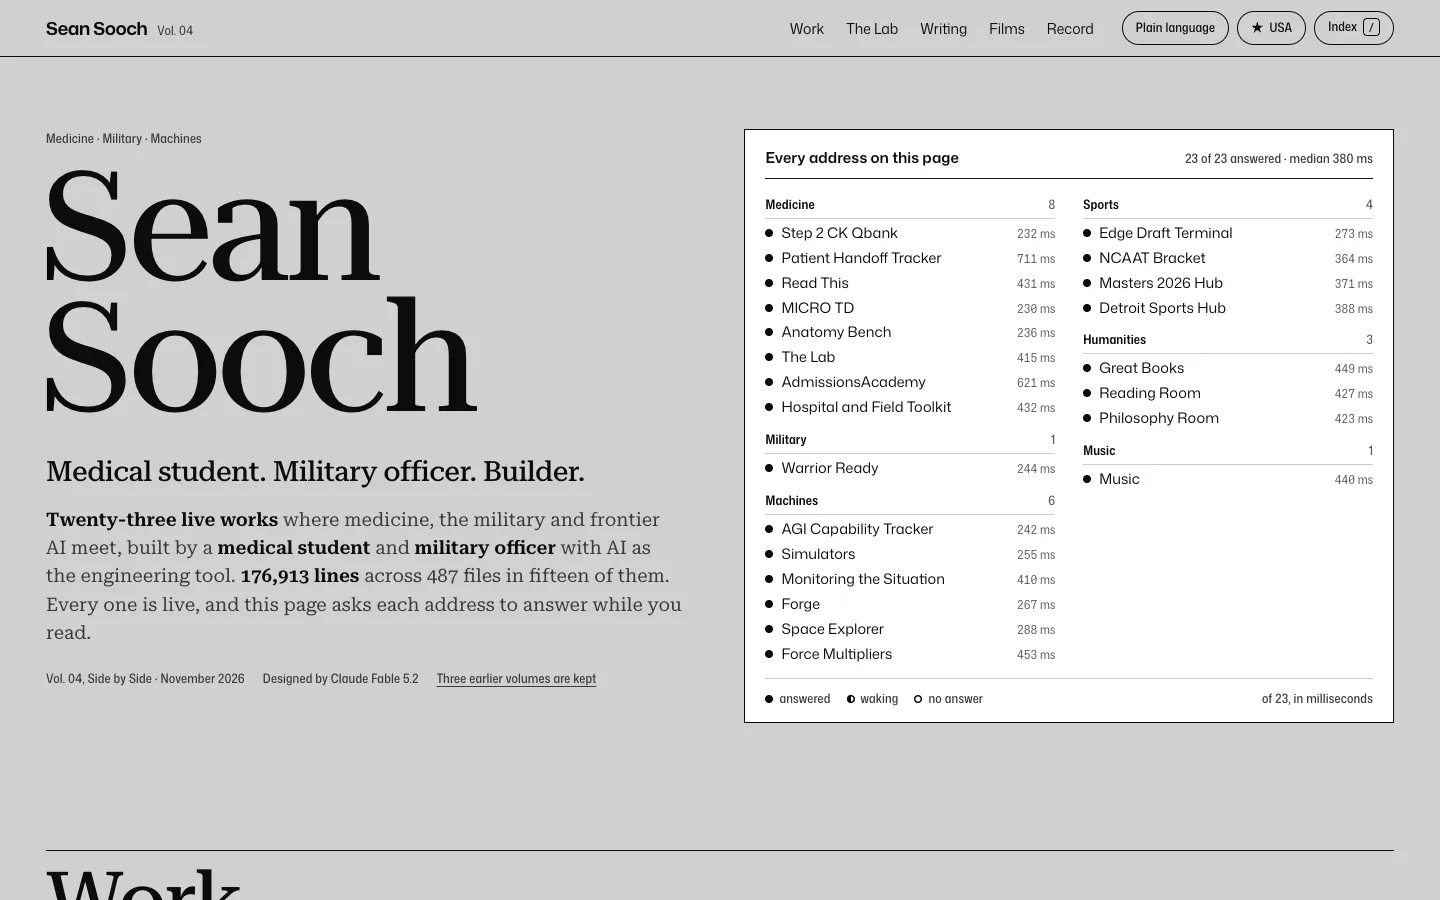 Sean Sooch Vol. 04
Work The Lab Writing Films Record Plain language ★ USA Index /
Medicine · Military · Machines
Sean
Sooch
Medical student. Military officer. Builder.
Twenty-three live works where medicine, the military and frontier
AI meet, built by a medical student and military officer with AI as
the engineering tool. 176,913 lines across 487 files in fifteen of them.
Every one is live, and this page asks each address to answer while you
read.
Vol. 04, Side by Side · November 2026 Designed by Claude Fable 5.2 Three earlier volumes are kept
Every address on this page 23 of 23 answered · median 380 ms
Medicine 8
Step 2 CK Qbank 232 ms
Patient Handoff Tracker 711 ms
Read This 431 ms
MICRO TD 230 ms
Anatomy Bench 236 ms
The Lab 415 ms
AdmissionsAcademy 621 ms
Hospital and Field Toolkit 432 ms
Military 1
Warrior Ready 244 ms
Machines 6
AGI Capability Tracker 242 ms
Simulators 255 ms
Monitoring the Situation 410 ms
Forge 267 ms
Space Explorer 288 ms
Force Multipliers 453 ms
Sports 4
Edge Draft Terminal 273 ms
NCAAT Bracket 364 ms
Masters 2026 Hub 371 ms
Detroit Sports Hub 388 ms
Humanities 3
Great Books 449 ms
Reading Room 427 ms
Philosophy Room 423 ms
Music 1
Music 440 ms
answered waking no answer of 23, in milliseconds
Work